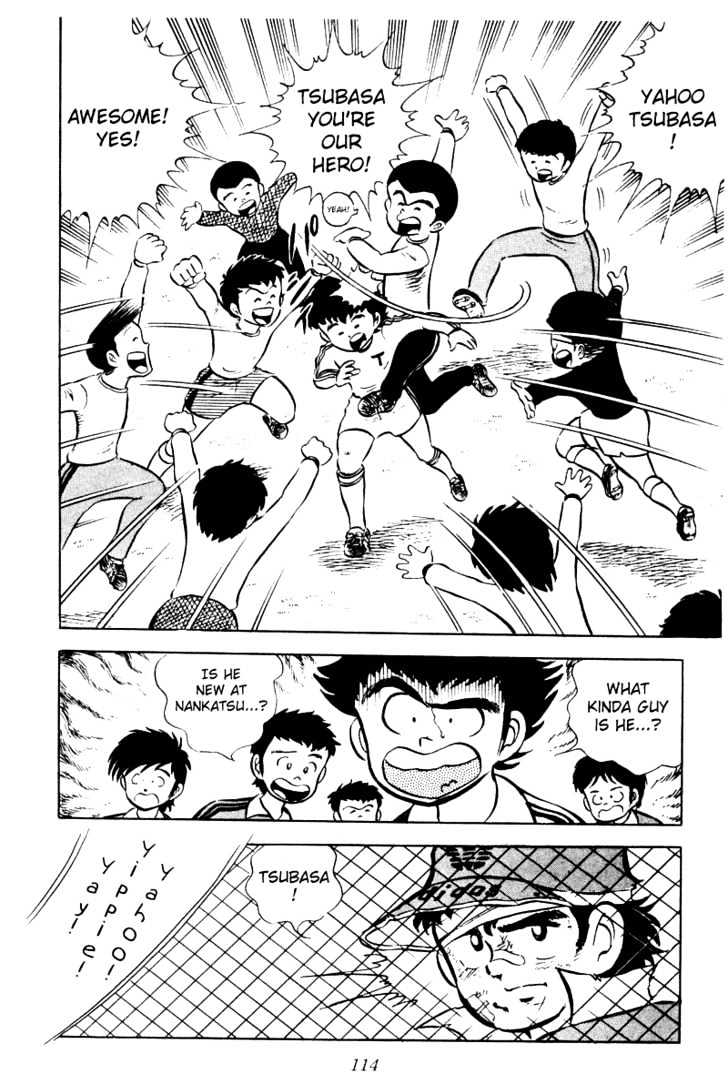 AWESOME!
YES!
TSUBASA
YOU'RE
OUR
HERO!
YEAH!
YAHOO
TSUBASA
!
T
IS HE
NEW AT
NANKATSU...?
WHAT
KINDA GUY
IS HE...?
Yahoo!
yippie!
yay!
TSUBASA
!
adidas
114